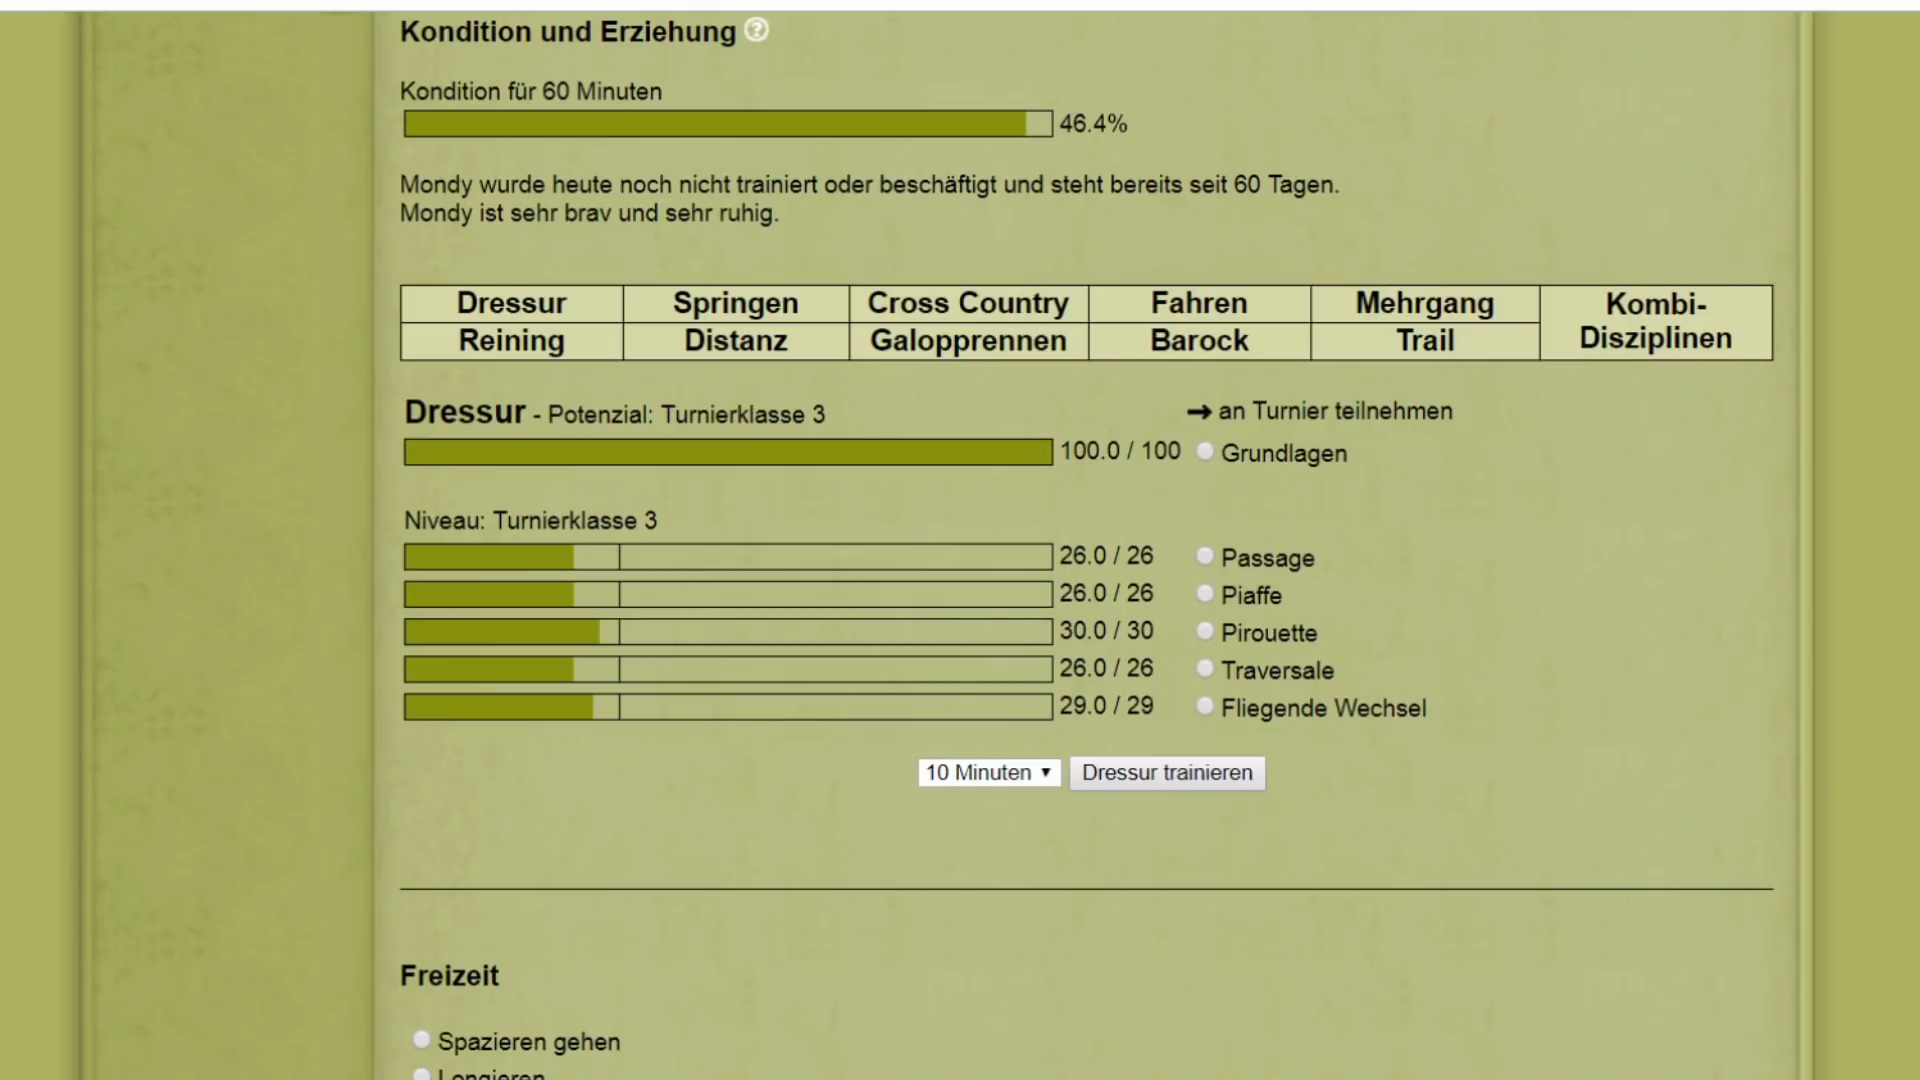 Kondition und Erziehung ?
Kondition für 60 Minuten
46.4%
Mondy wurde heute noch nicht trainiert oder beschäftigt und steht bereits seit 60 Tagen.
Mondy ist sehr brav und sehr ruhig.
Dressur Springen Cross Country Fahren Mehrgang Kombi-
Reining Distanz Galopprennen Barock Trail Disziplinen
Dressur - Potenzial: Turnierklasse 3 → an Turnier teilnehmen
100.0 / 100 Grundlagen
Niveau: Turnierklasse 3
26.0 / 26 Passage
26.0 / 26 Piaffe
30.0 / 30 Pirouette
26.0 / 26 Traversale
29.0 / 29 Fliegende Wechsel
10 Minuten ▼ Dressur trainieren
Freizeit
Spazieren gehen
Longieren